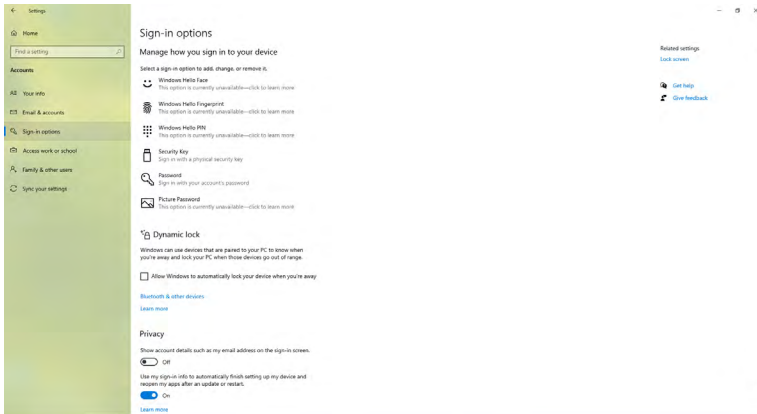 Settings
Home
Find a setting
Accounts
Your info
Email & accounts
Sign-in options
Access work or school
Family & other users
Sync your settings
Sign-in options
Manage how you sign in to your device
Select a sign-in option to add, change, or remove it.
Windows Hello Face
This option is currently unavailable—click to learn more
Windows Hello Fingerprint
This option is currently unavailable—click to learn more
Windows Hello PIN
This option is currently unavailable—click to learn more
Security Key
Sign in with a physical security key
Password
Sign in with your account's password
Picture Password
This option is currently unavailable—click to learn more
Dynamic lock
Windows can use devices that are paired to your PC to know when
you're away and lock your PC when those devices go out of range.
Allow Windows to automatically lock your device when you're away
Bluetooth & other devices
Learn more
Privacy
Show account details such as my email address on the sign-in screen.
Off
Use my sign-in info to automatically finish setting up my device and
reopen my apps after an update or restart.
On
Learn more
Related settings
Lock screen
Get help
Give feedback